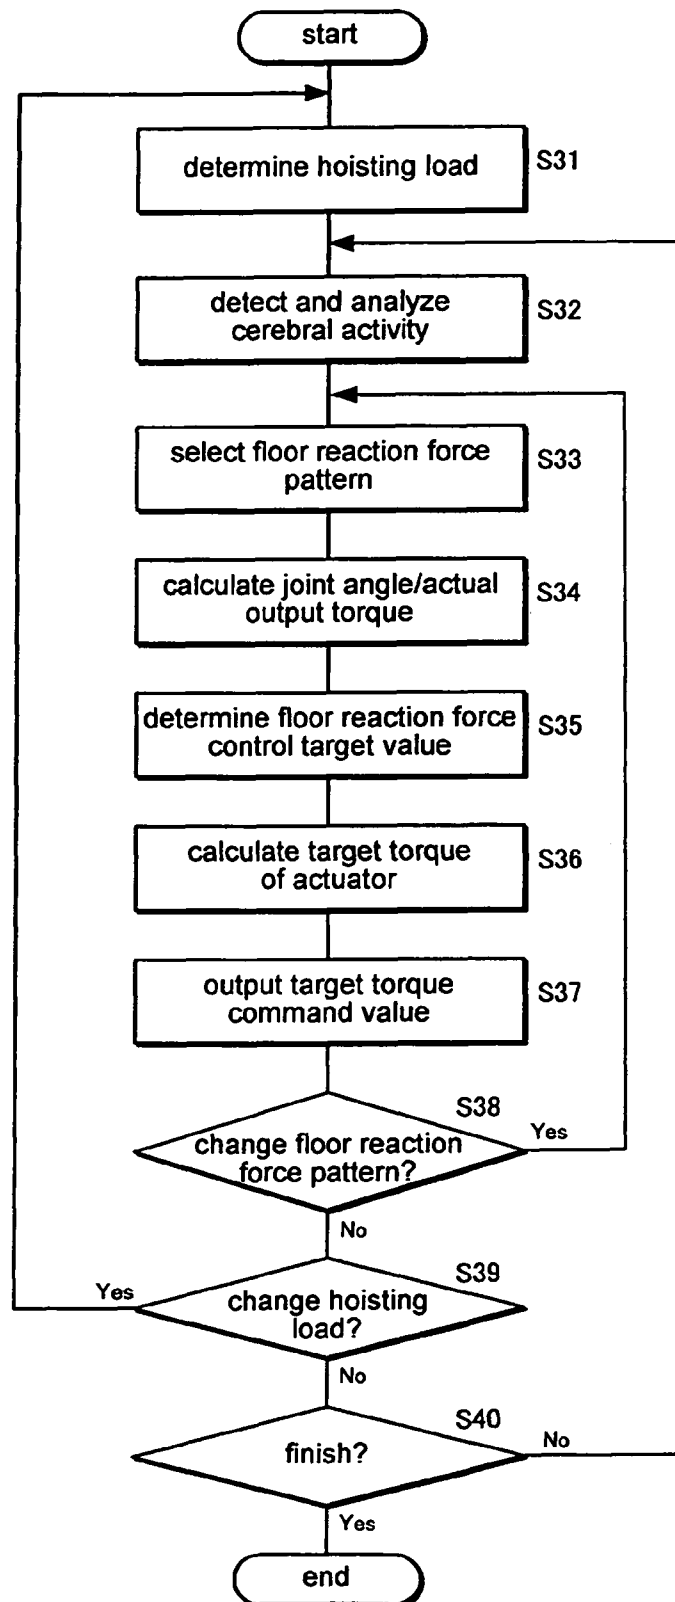 start
determine hoisting load
S31
detect and analyze
cerebral activity
S32
select floor reaction force
pattern
S33
calculate joint angle/actual
output torque
S34
determine floor reaction force
control target value
S35
calculate target torque
of actuator
S36
output target torque
command value
S37
change floor reaction
force pattern?
S38
Yes
No
change hoisting
load?
S39
Yes
No
finish?
S40
No
Yes
end